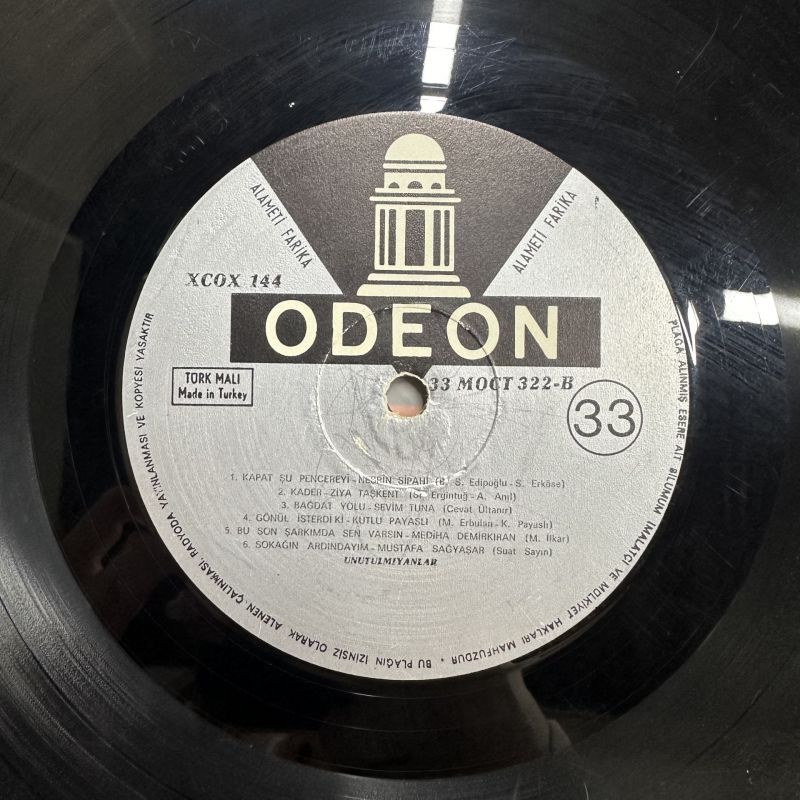 ALAMETİ FARİKA
ALAMETİ FARİKA
XCOX 144
ODEON
TÜRK MALI
Made in Turkey
33 MOCT 322-B
33
1. KAPAT ŞU PENCEREYİ - NESRİN SİPAHİ (B. S. Edipoğlu - S. Erköse)
2. KADER - ZİYA TAŞKENT (S. Ergintuğ - A. Anıl)
3. BAĞDAT YOLU - SEVİM TUNA (Cevat Ültanır)
4. GÖNÜL İSTERDİ Kİ - KUTLU PAYASLI (M. Erbulan - K. Payaslı)
5. BU SON ŞARKIMDA SEN VARSIN - MEDİHA DEMİRKIRAN (M. İlkar)
6. SOKAĞIN ARDINDAYIM - MUSTAFA SAĞYAŞAR (Suat Sayın)
UNUTULMIYANLAR
PLAĞA ALINMIŞ ESERE AİT BİLUMUM İMALATÇI VE MÜLKİYET HAKLARI MAHFUZDUR • BU PLAĞIN İZİNSİZ OLARAK ALENEN ÇALINMASI, RADYODA YAYINLANMASI VE KOPYESİ YASAKTIR